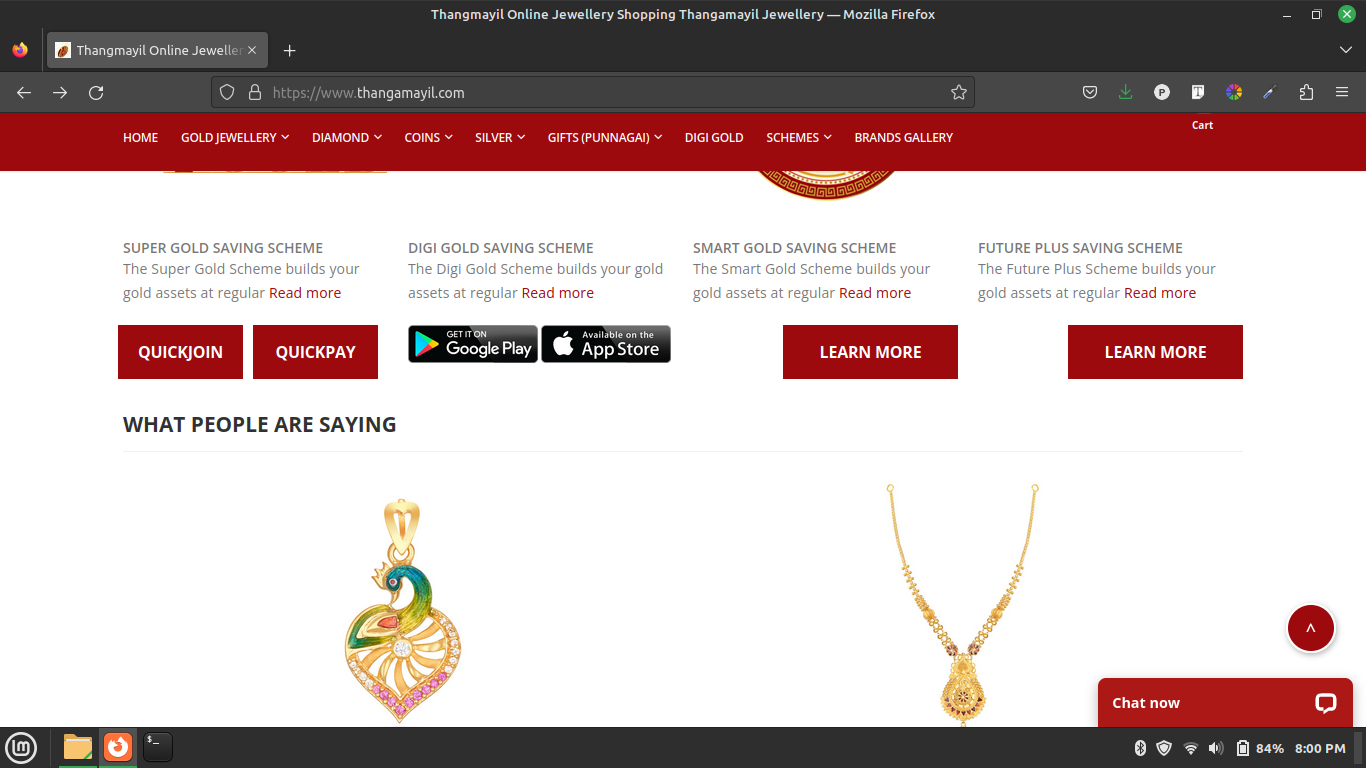 Thangmayil Online Jewellery Shopping Thangamayil Jewellery — Mozilla Firefox
Thangmayil Online Jeweller
https://www.thangamayil.com
P
T
Cart
HOME GOLD JEWELLERY DIAMOND COINS SILVER GIFTS (PUNNAGAI) DIGI GOLD SCHEMES BRANDS GALLERY
SUPER GOLD SAVING SCHEME
The Super Gold Scheme builds your
gold assets at regular Read more
QUICKJOIN QUICKPAY
DIGI GOLD SAVING SCHEME
The Digi Gold Scheme builds your gold
assets at regular Read more
GET IT ON
Google Play
Available on the
App Store
SMART GOLD SAVING SCHEME
The Smart Gold Scheme builds your
gold assets at regular Read more
LEARN MORE
FUTURE PLUS SAVING SCHEME
The Future Plus Scheme builds your
gold assets at regular Read more
LEARN MORE
WHAT PEOPLE ARE SAYING
^
Chat now
$_
84% 8:00 PM